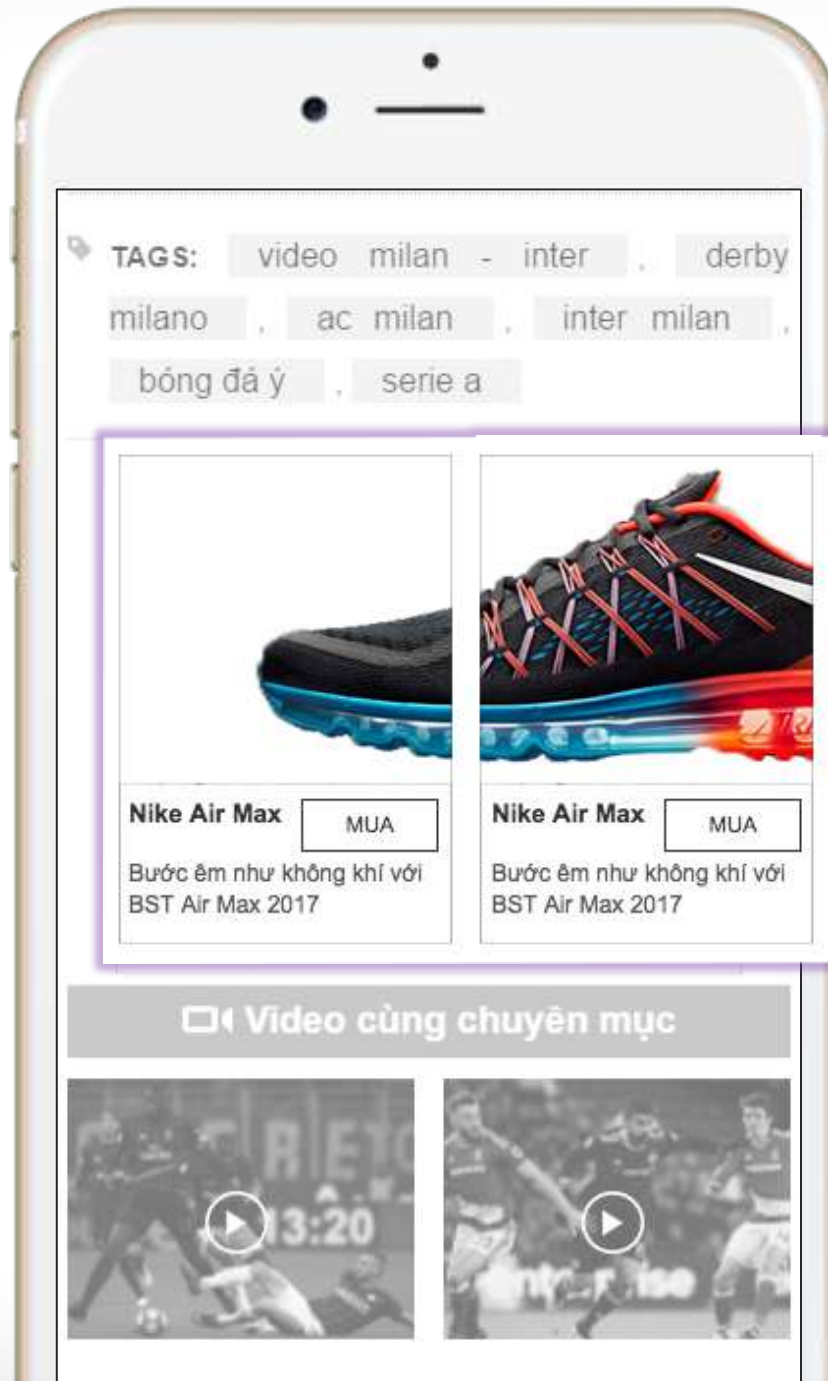 TAGS: video milan - inter , derby
milano , ac milan , inter milan ,
bóng đá ý , serie a
Nike Air Max MUA
Bước êm như không khí với
BST Air Max 2017
Nike Air Max MUA
Bước êm như không khí với
BST Air Max 2017
Video cùng chuyên mục
13:20